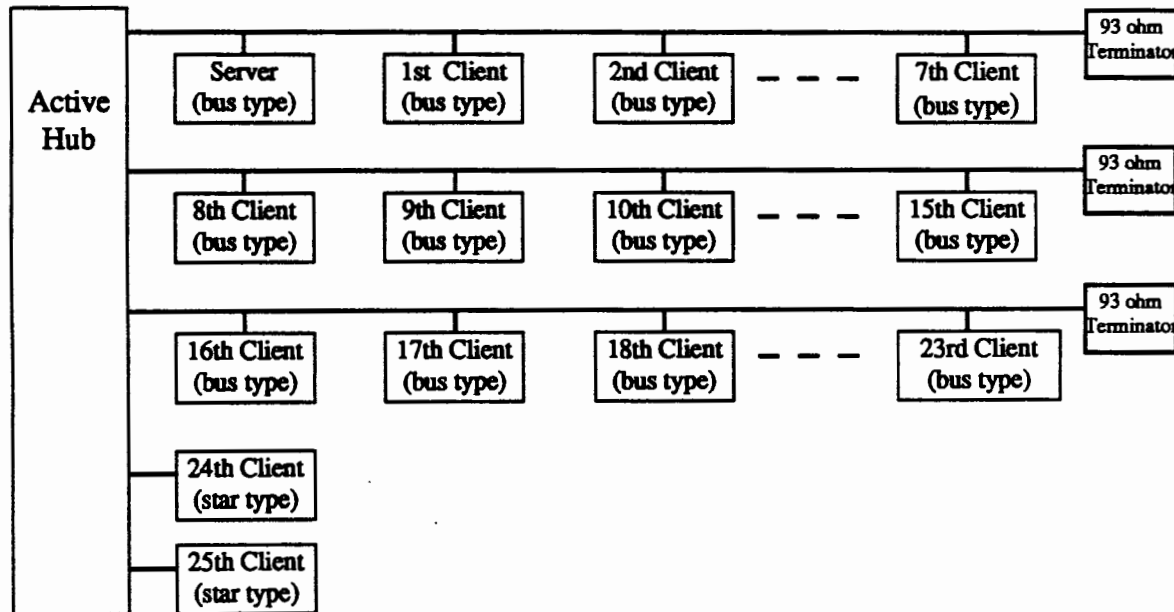 93 ohm
Terminator
Server
(bus type)
1st Client
(bus type)
2nd Client
(bus type)
7th Client
(bus type)
Active
Hub
93 ohm
Terminator
8th Client
(bus type)
9th Client
(bus type)
10th Client
(bus type)
15th Client
(bus type)
93 ohm
Terminator
16th Client
(bus type)
17th Client
(bus type)
18th Client
(bus type)
23rd Client
(bus type)
24th Client
(star type)
25th Client
(star type)